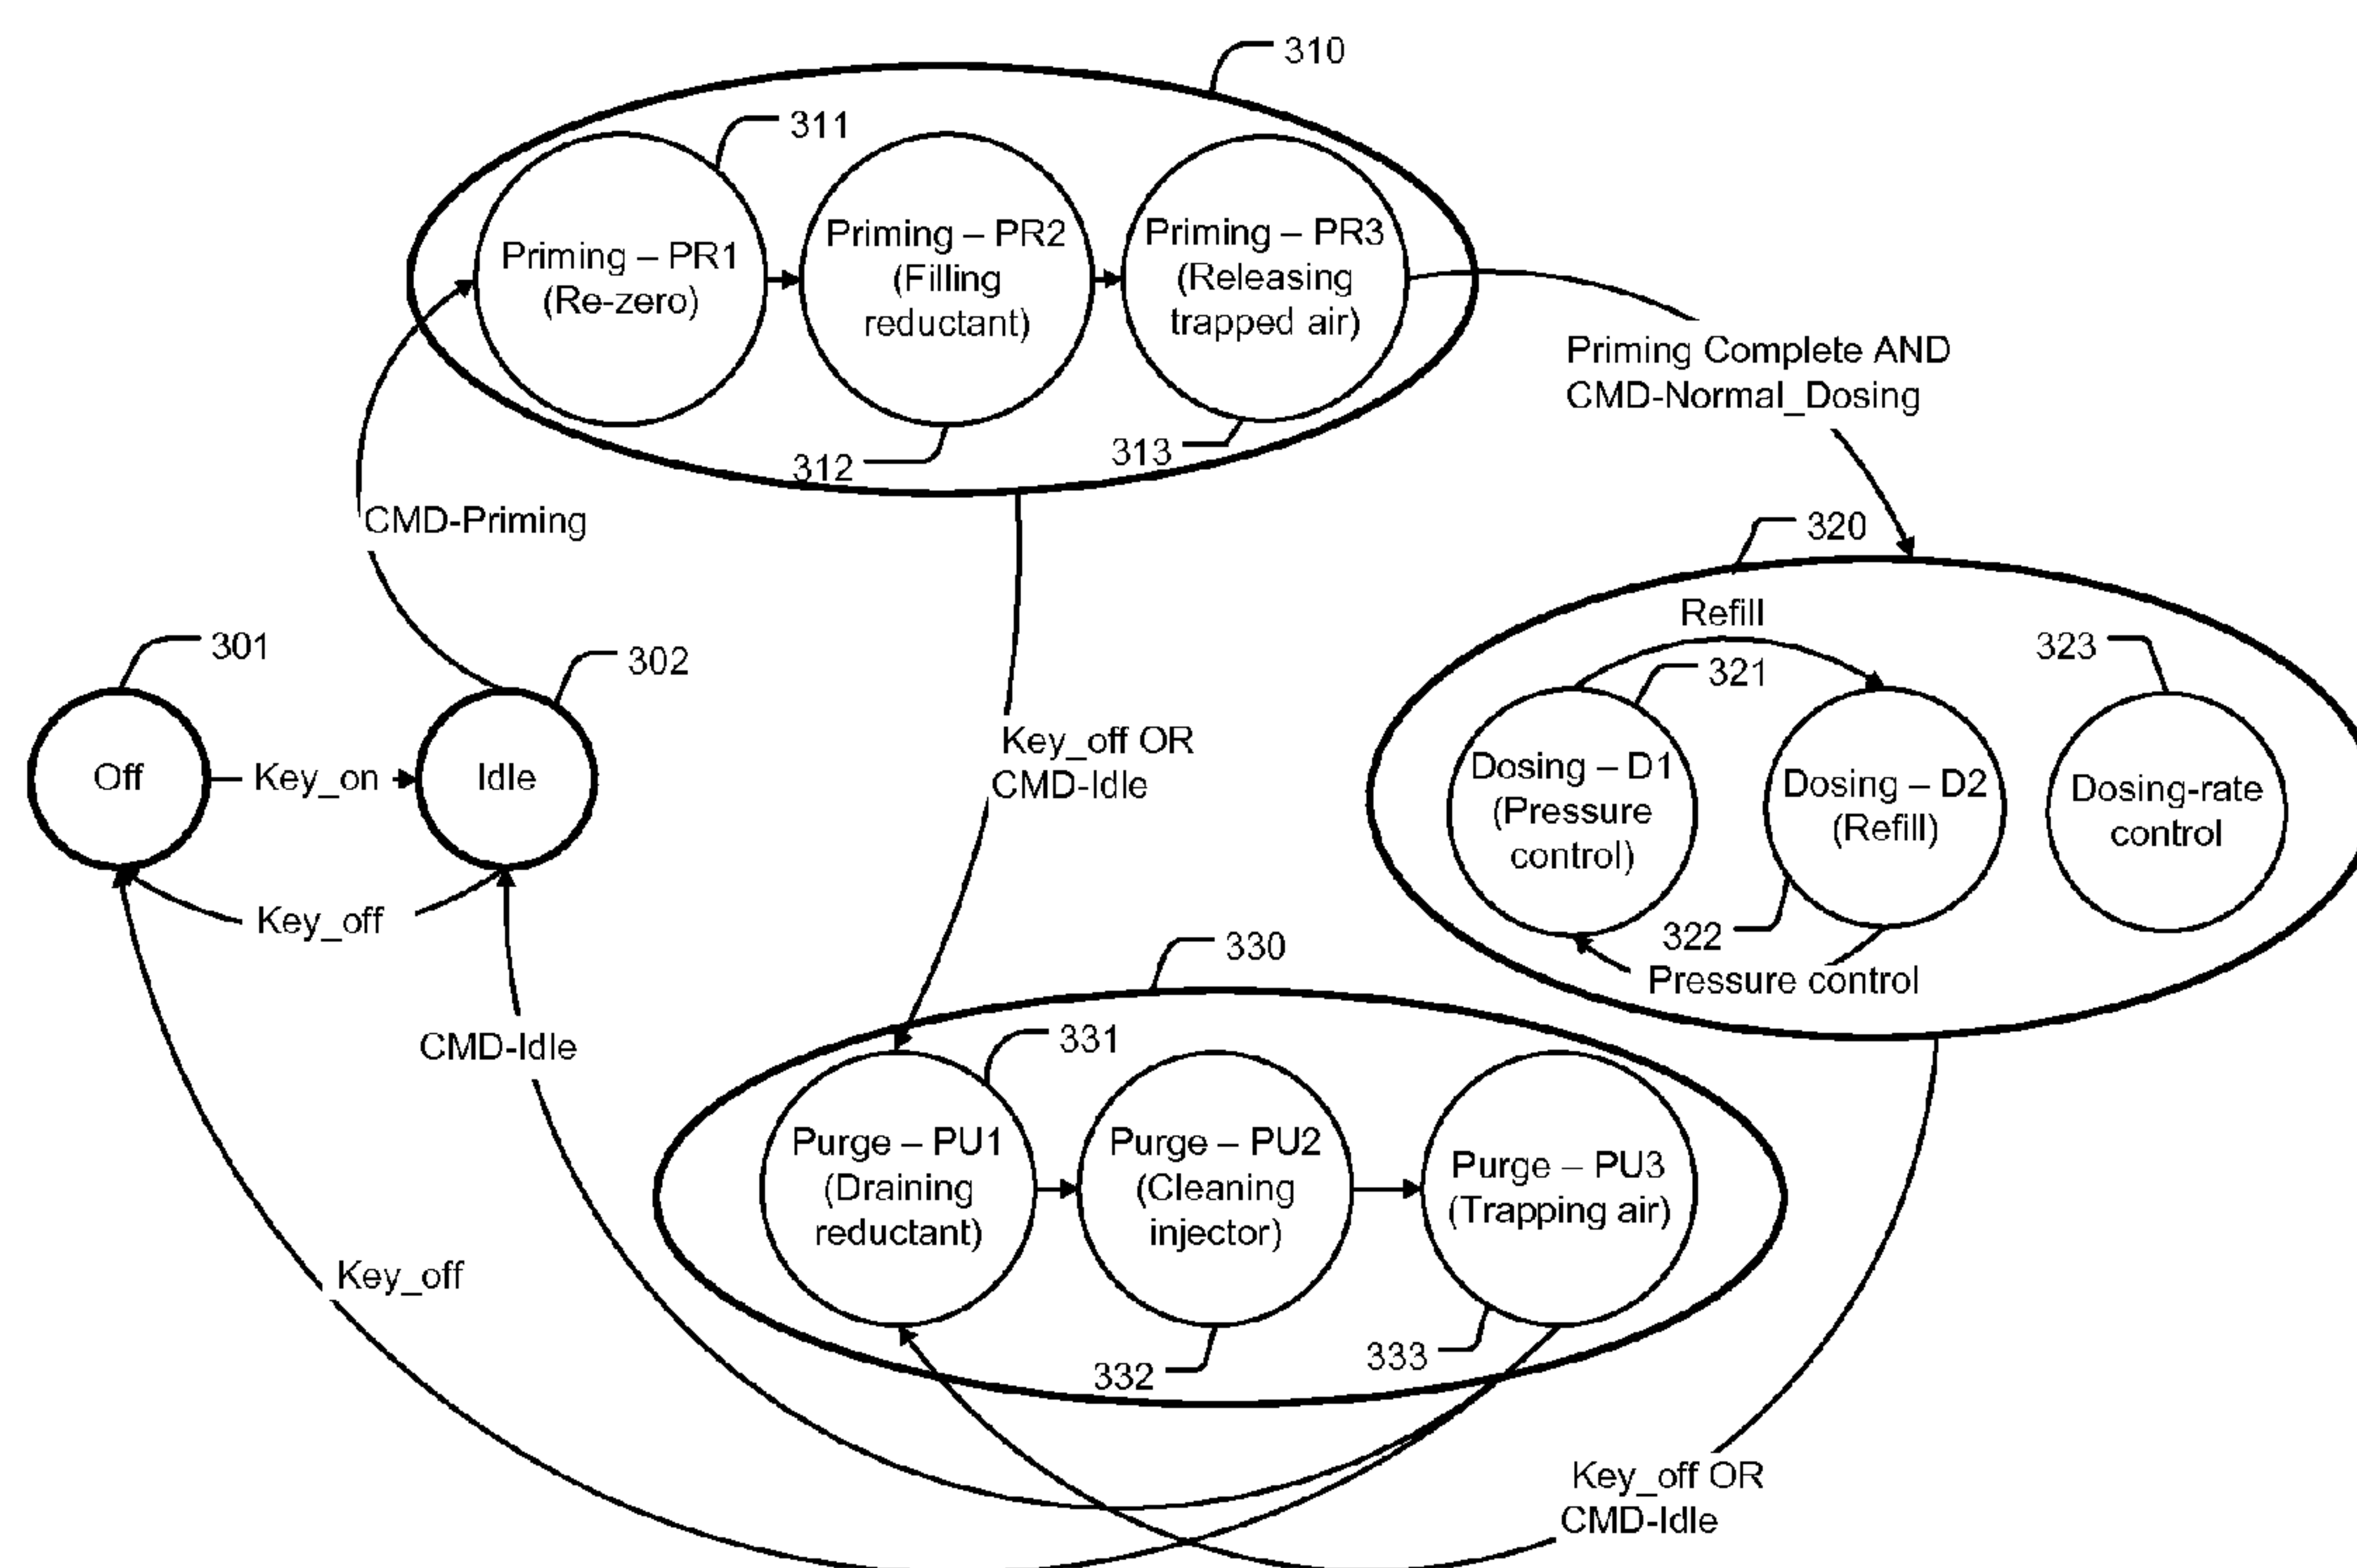 310
311
Priming – PR1
(Re-zero)
Priming – PR2
(Filling
reductant)
Priming – PR3
(Releasing
trapped air)
312
313
Priming Complete AND
CMD-Normal_Dosing
CMD-Priming
320
Refill
321
323
301
302
Off
Key_on
Idle
Key_off OR
CMD-Idle
Dosing – D1
(Pressure
control)
Dosing – D2
(Refill)
Dosing-rate
control
Key_off
322
Pressure control
330
331
CMD-Idle
Purge – PU1
(Draining
reductant)
Purge – PU2
(Cleaning
injector)
Purge – PU3
(Trapping air)
Key_off
332
333
Key_off OR
CMD-Idle